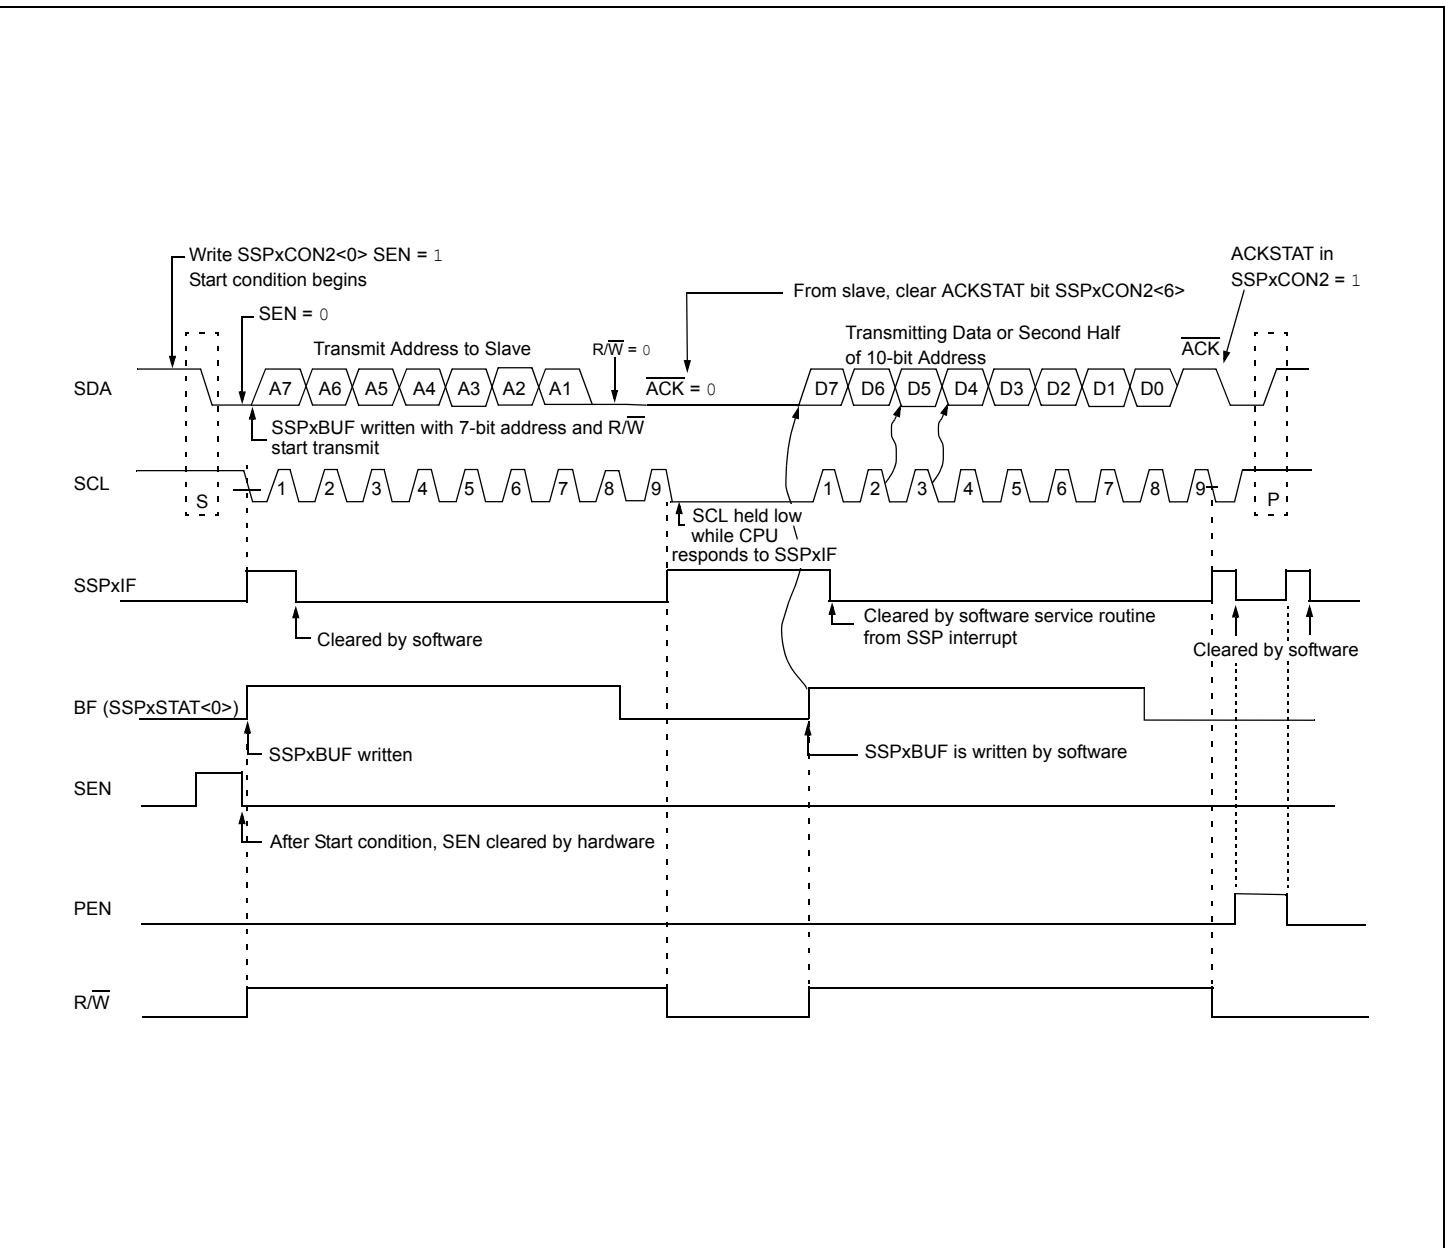 Write SSPxCON2<0> SEN = 1
Start condition begins
ACKSTAT in
SSPxCON2 = 1
From slave, clear ACKSTAT bit SSPxCON2<6>
SEN = 0
Transmit Address to Slave
R/W = 0
Transmitting Data or Second Half
of 10-bit Address
ACK
SDA
A7 A6 A5 A4 A3 A2 A1
ACK = 0
D7 D6 D5 D4 D3 D2 D1 D0
SSPxBUF written with 7-bit address and R/W
start transmit
SCL
S
1 2 3 4 5 6 7 8 9
1 2 3 4 5 6 7 8 9
P
SCL held low
while CPU
responds to SSPxIF
SSPxIF
Cleared by software
Cleared by software service routine
from SSP interrupt
Cleared by software
BF (SSPxSTAT<0>)
SSPxBUF written
SSPxBUF is written by software
SEN
After Start condition, SEN cleared by hardware
PEN
R/W